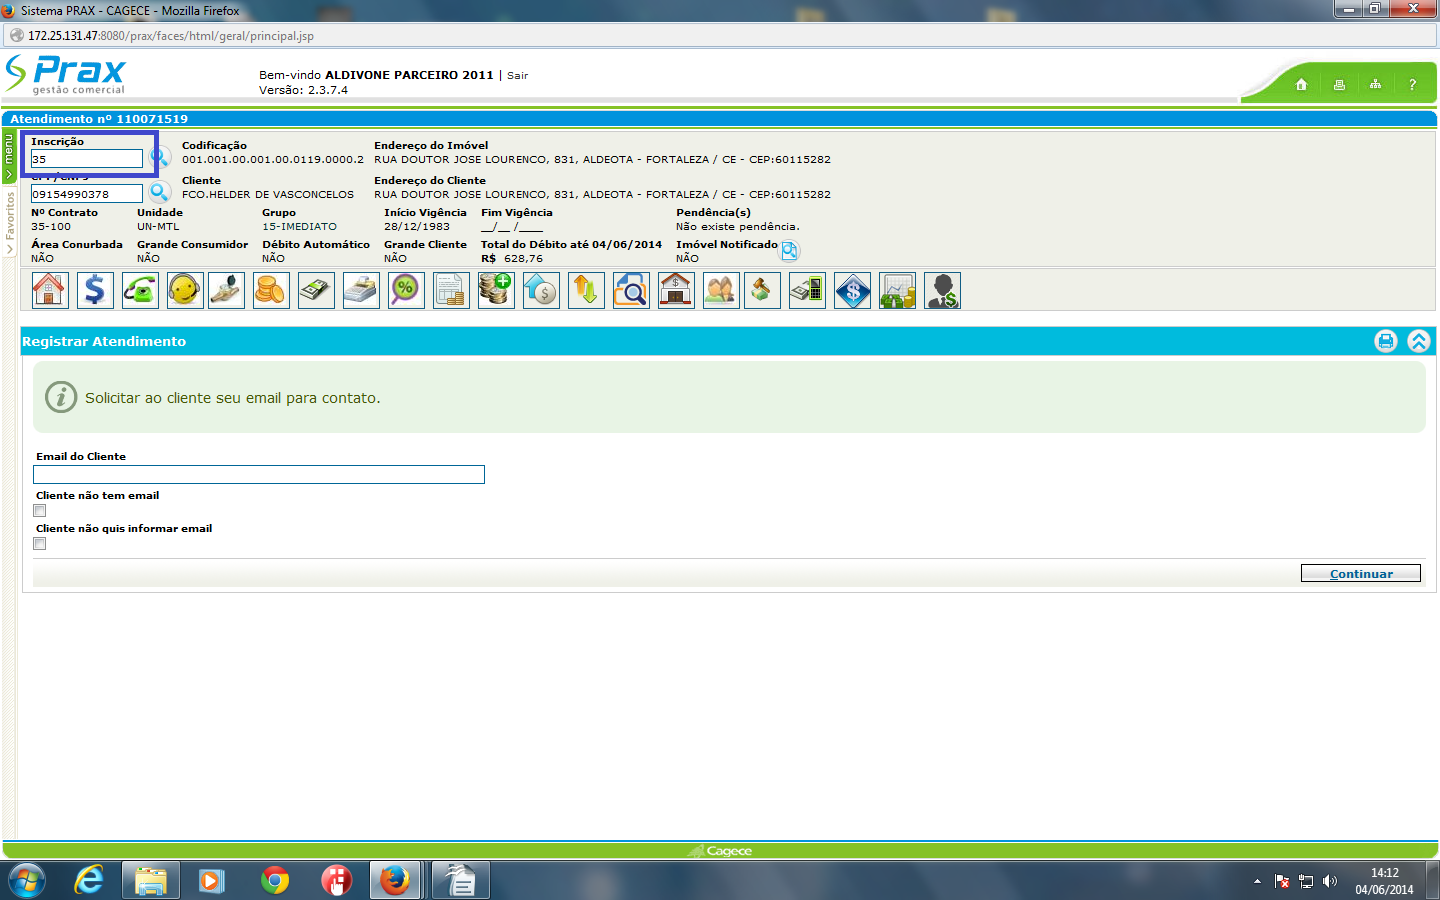 Sistema PRAX - CAGECE - Mozilla Firefox
172.25.131.47:8080/prax/faces/html/geral/principal.jsp
Prax
gestão comercial
Bem-vindo ALDIVONE PARCEIRO 2011 | Sair
Versão: 2.3.7.4
?
Atendimento nº 110071519
menu
Favoritos
Inscrição Codificação Endereço do Imóvel
35 001.001.00.001.00.0119.0000.2 RUA DOUTOR JOSE LOURENCO, 831, ALDEOTA - FORTALEZA / CE - CEP:60115282
Cliente Endereço do Cliente
09154990378 FCO.HELDER DE VASCONCELOS RUA DOUTOR JOSE LOURENCO, 831, ALDEOTA - FORTALEZA / CE - CEP:60115282
Nº Contrato Unidade Grupo Início Vigência Fim Vigência Pendência(s)
35-100 UN-MTL 15-IMEDIATO 28/12/1983 __/__ /____ Não existe pendência.
Área Conurbada Grande Consumidor Débito Automático Grande Cliente Total do Débito até 04/06/2014 Imóvel Notificado
NÃO NÃO NÃO NÃO R$ 628,76 NÃO
Registrar Atendimento
Solicitar ao cliente seu email para contato.
Email do Cliente
Cliente não tem email
Cliente não quis informar email
Continuar
Cagece
14:12
04/06/2014